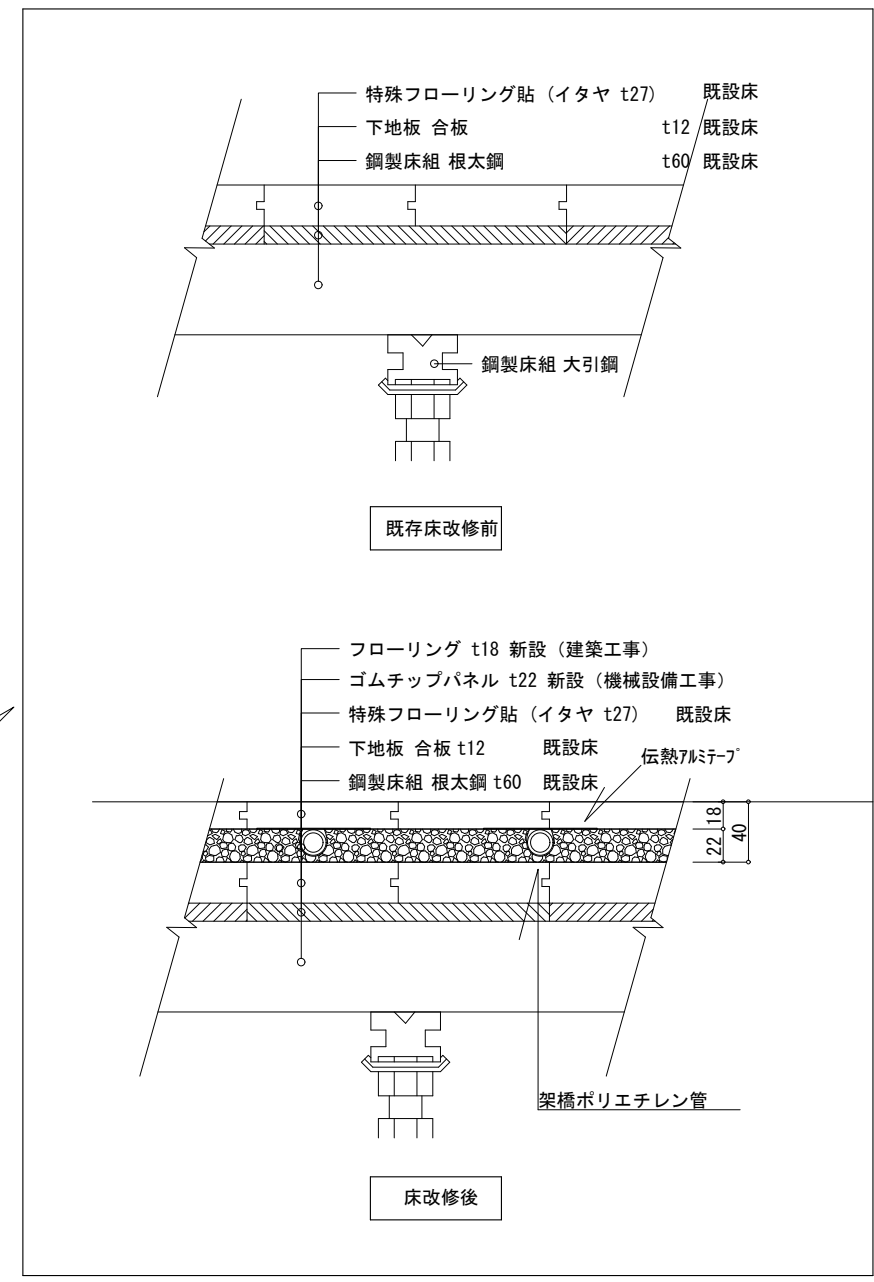 特殊フローリング貼（イタヤ t27） 既設床
下地板 合板 t12 既設床
鋼製床組 根太鋼 t60 既設床
鋼製床組 大引鋼
既存床改修前
フローリング t18 新設（建築工事）
ゴムチップパネル t22 新設（機械設備工事）
特殊フローリング貼（イタヤ t27） 既設床
下地板 合板 t12 既設床
鋼製床組 根太鋼 t60 既設床
伝熱ｱﾙﾐﾃｰﾌﾟ
18
22
40
架橋ポリエチレン管
床改修後